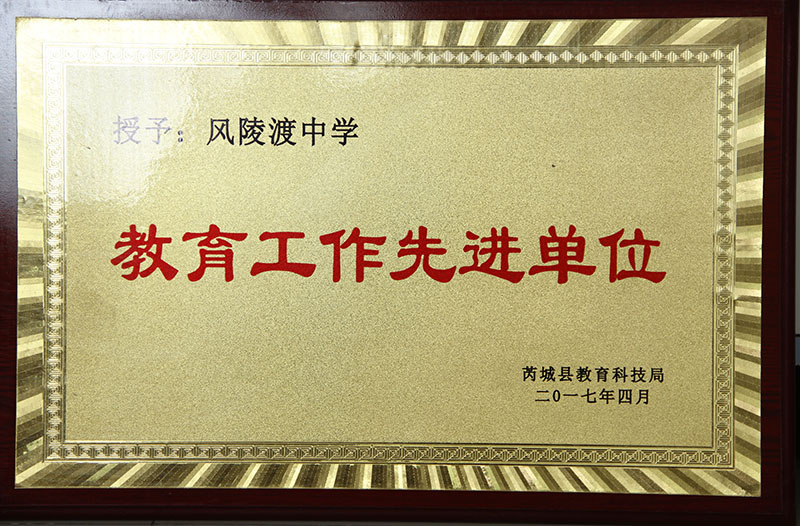 授予：风陵渡中学
教育工作先进单位
芮城县教育科技局
二0一七年四月